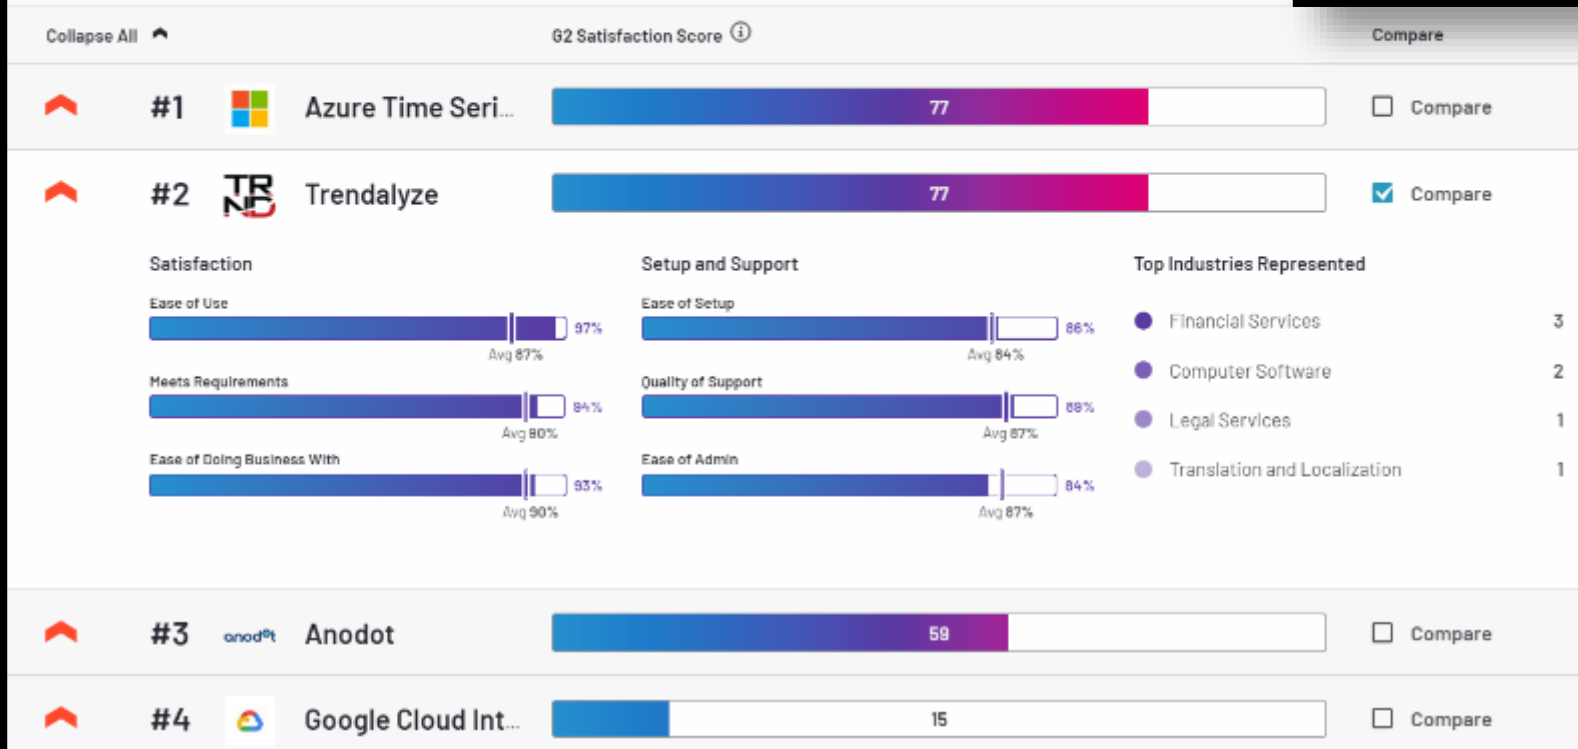 Collapse All
G2 Satisfaction Score
Compare
#1
Azure Time Seri...
77
Compare
#2
TRND
Trendalyze
77
Compare
Satisfaction
Ease of Use
97%
Avg 87%
Meets Requirements
94%
Avg 90%
Ease of Doing Business With
93%
Avg 90%
Setup and Support
Ease of Setup
86%
Avg 84%
Quality of Support
89%
Avg 87%
Ease of Admin
84%
Avg 87%
Top Industries Represented
Financial Services 3
Computer Software 2
Legal Services 1
Translation and Localization 1
#3
anodot
Anodot
59
Compare
#4
Google Cloud Int...
15
Compare